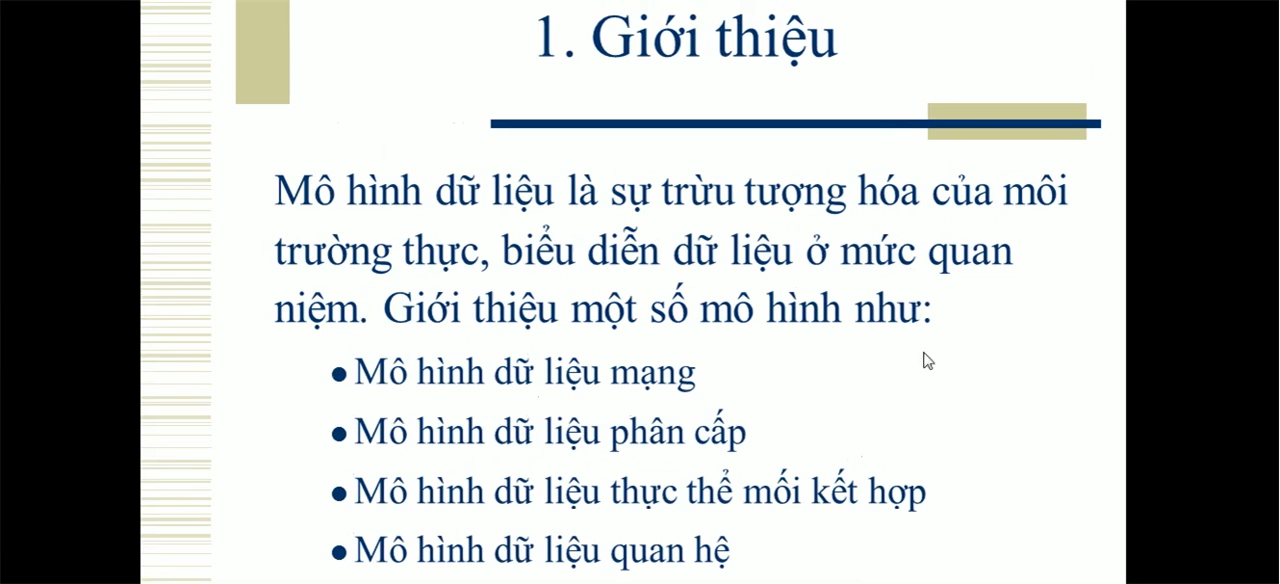 1. Giới thiệu
Mô hình dữ liệu là sự trừu tượng hóa của môi
trường thực, biểu diễn dữ liệu ở mức quan
niệm. Giới thiệu một số mô hình như:
● Mô hình dữ liệu mạng
● Mô hình dữ liệu phân cấp
● Mô hình dữ liệu thực thể mối kết hợp
● Mô hình dữ liệu quan hệ